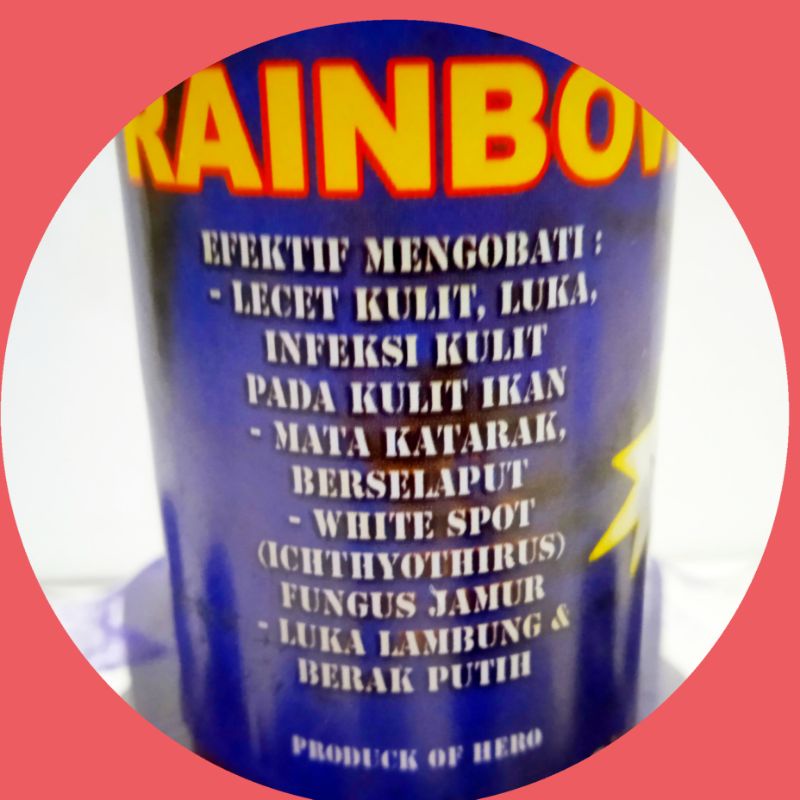 RAINBOW
EFEKTIF MENGOBATI :
- LECET KULIT, LUKA,
INFEKSI KULIT
PADA KULIT IKAN
- MATA KATARAK,
BERSELAPUT
- WHITE SPOT
(ICHTHYOTHIRUS)
FUNGUS JAMUR
- LUKA LAMBUNG &
BERAK PUTIH
PRODUCK OF HERO